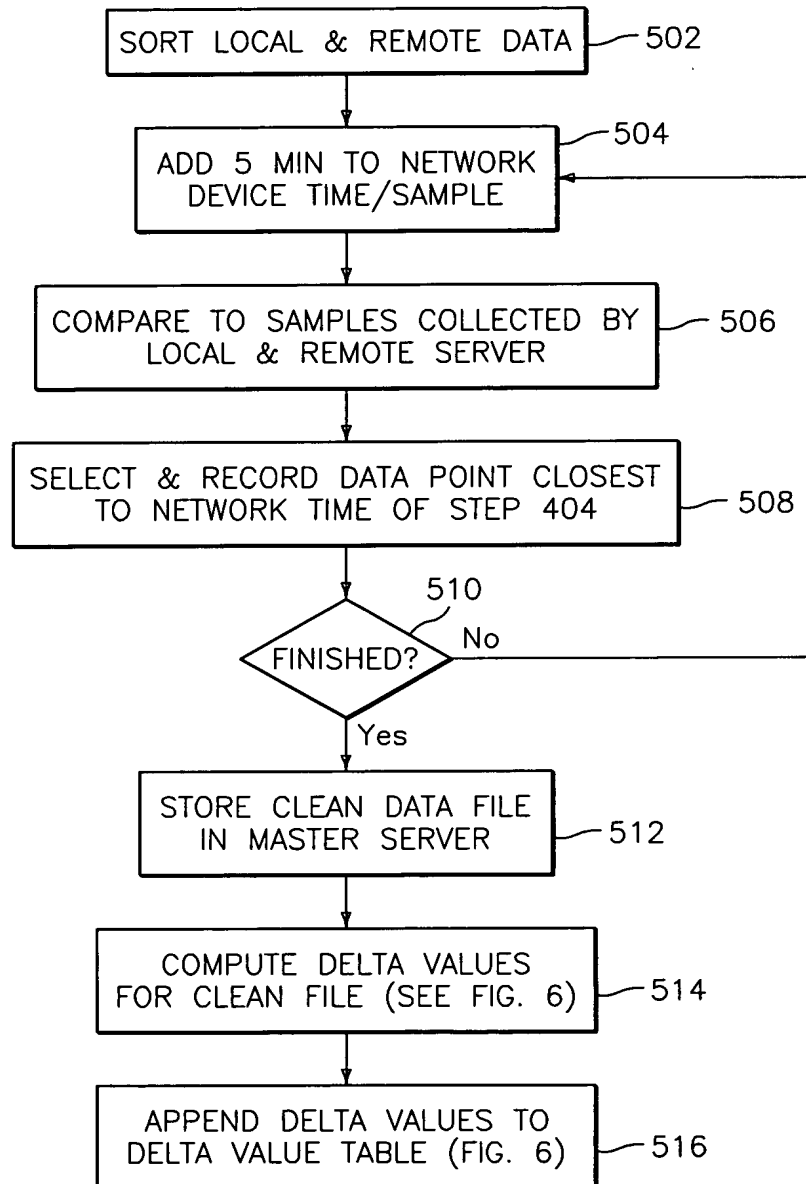 SORT LOCAL & REMOTE DATA
502
504
ADD 5 MIN TO NETWORK
DEVICE TIME/SAMPLE
COMPARE TO SAMPLES COLLECTED BY
LOCAL & REMOTE SERVER
506
SELECT & RECORD DATA POINT CLOSEST
TO NETWORK TIME OF STEP 404
508
510
FINISHED?
No
Yes
STORE CLEAN DATA FILE
IN MASTER SERVER
512
COMPUTE DELTA VALUES
FOR CLEAN FILE (SEE FIG. 6)
514
APPEND DELTA VALUES TO
DELTA VALUE TABLE (FIG. 6)
516